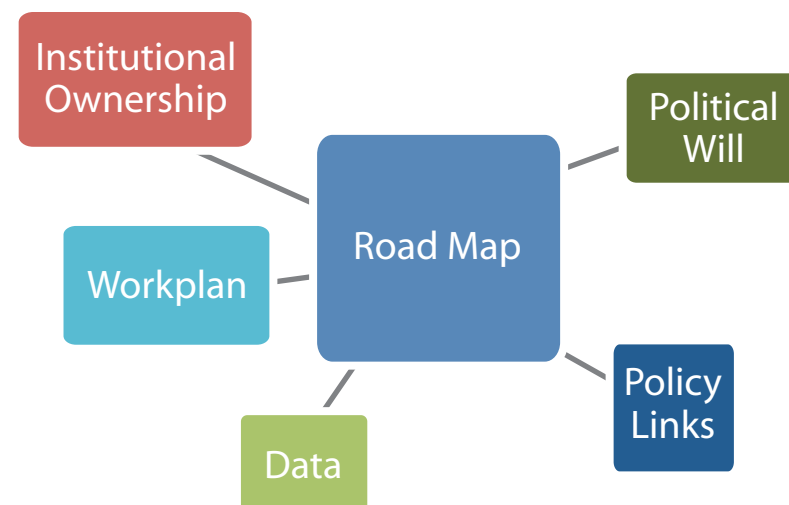 Institutional
Ownership
Political
Will
Road Map
Workplan
Policy
Links
Data